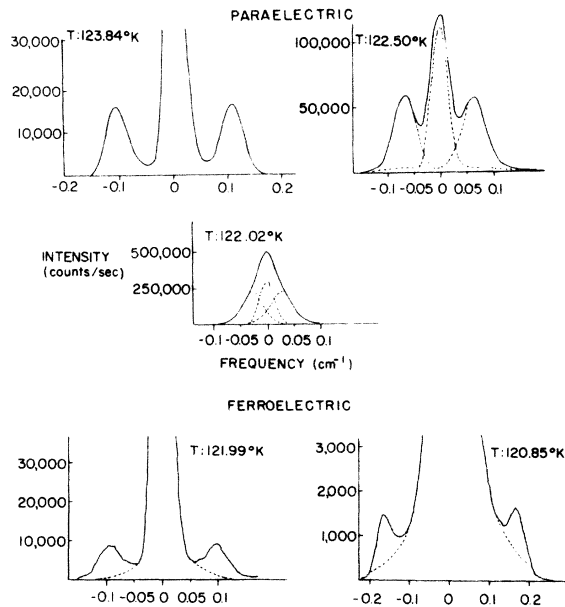 PARAELECTRIC
T:123.84°K
30,000
20,000
10,000
-0.2 -0.1 0 0.1 0.2
T:122.50°K
100,000
50,000
-0.1 -0.05 0 0.05 0.1
INTENSITY
(counts/sec)
T:122.02°K
500,000
250,000
-0.1 -0.05 0 0.05 0.1
FREQUENCY (cm⁻¹)
FERROELECTRIC
T:121.99°K
30,000
20,000
10,000
-0.1 0 0.1
T:120.85°K
3,000
2,000
1,000
-0.2 -0.1 0 0.1 0.2